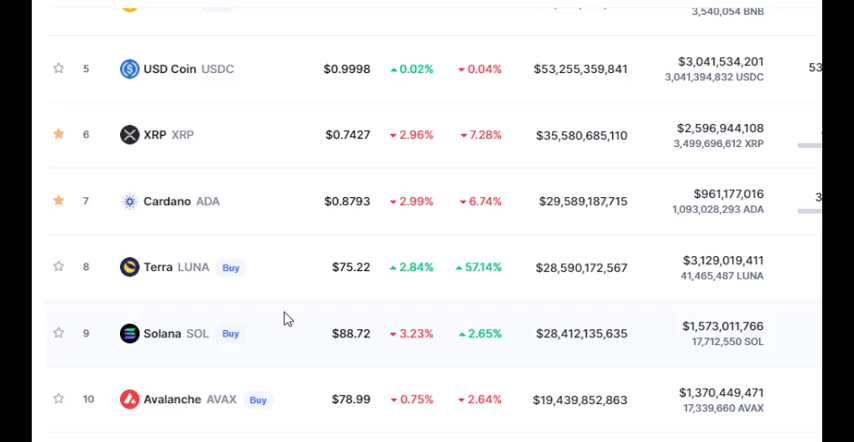 3,540,054 BNB
5 USD Coin USDC $0.9998 0.02% 0.04% $53,255,359,841 $3,041,534,201 53
3,041,394,832 USDC
6 XRP XRP $0.7427 2.96% 7.28% $35,580,685,110 $2,596,944,108
3,499,696,612 XRP
7 Cardano ADA $0.8793 2.99% 6.74% $29,589,187,715 $961,177,016 3
1,093,028,293 ADA
8 Terra LUNA Buy $75.22 2.84% 57.14% $28,590,172,567 $3,129,019,411
41,465,487 LUNA
9 Solana SOL Buy $88.72 3.23% 2.65% $28,412,135,635 $1,573,011,766
17,712,550 SOL
10 Avalanche AVAX Buy $78.99 0.75% 2.64% $19,439,852,863 $1,370,449,471
17,339,660 AVAX